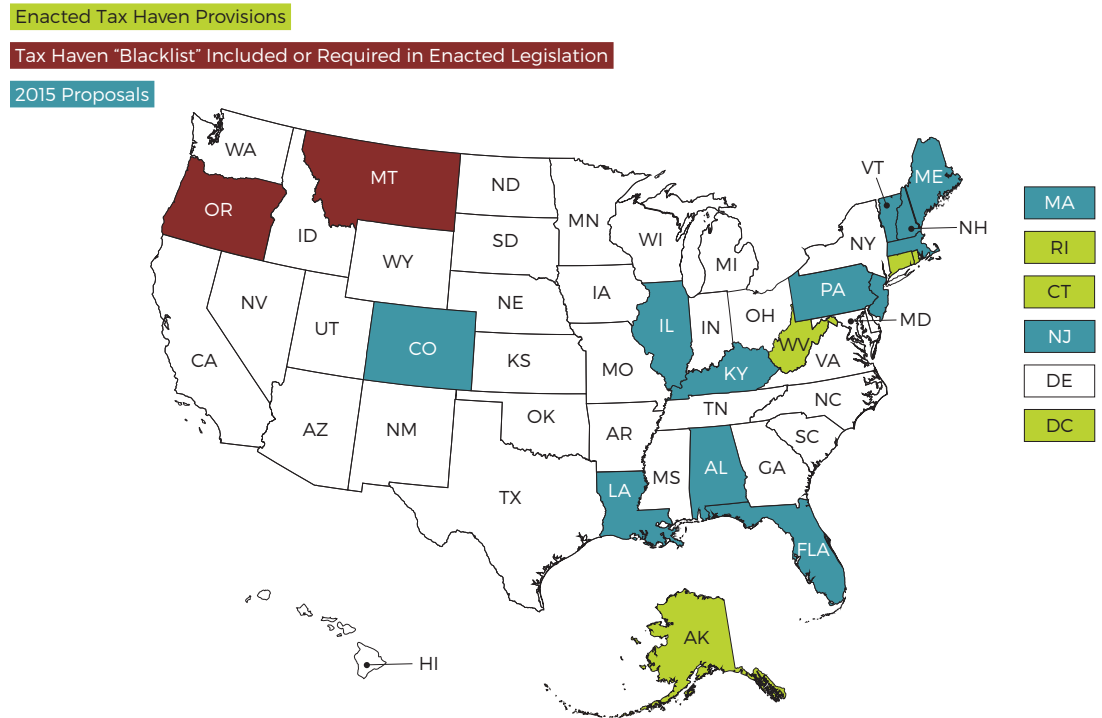 Enacted Tax Haven Provisions
Tax Haven “Blacklist” Included or Required in Enacted Legislation
2015 Proposals
WA
MT
ND
MN
VT
ME
OR
ID
SD
WI
MI
NY
NH
MA
WY
RI
NV
NE
IA
PA
CT
UT
CO
IL
IN
OH
MD
NJ
CA
KS
MO
KY
WV
VA
DE
AZ
NM
OK
AR
TN
NC
SC
DC
TX
LA
MS
AL
GA
FLA
AK
HI